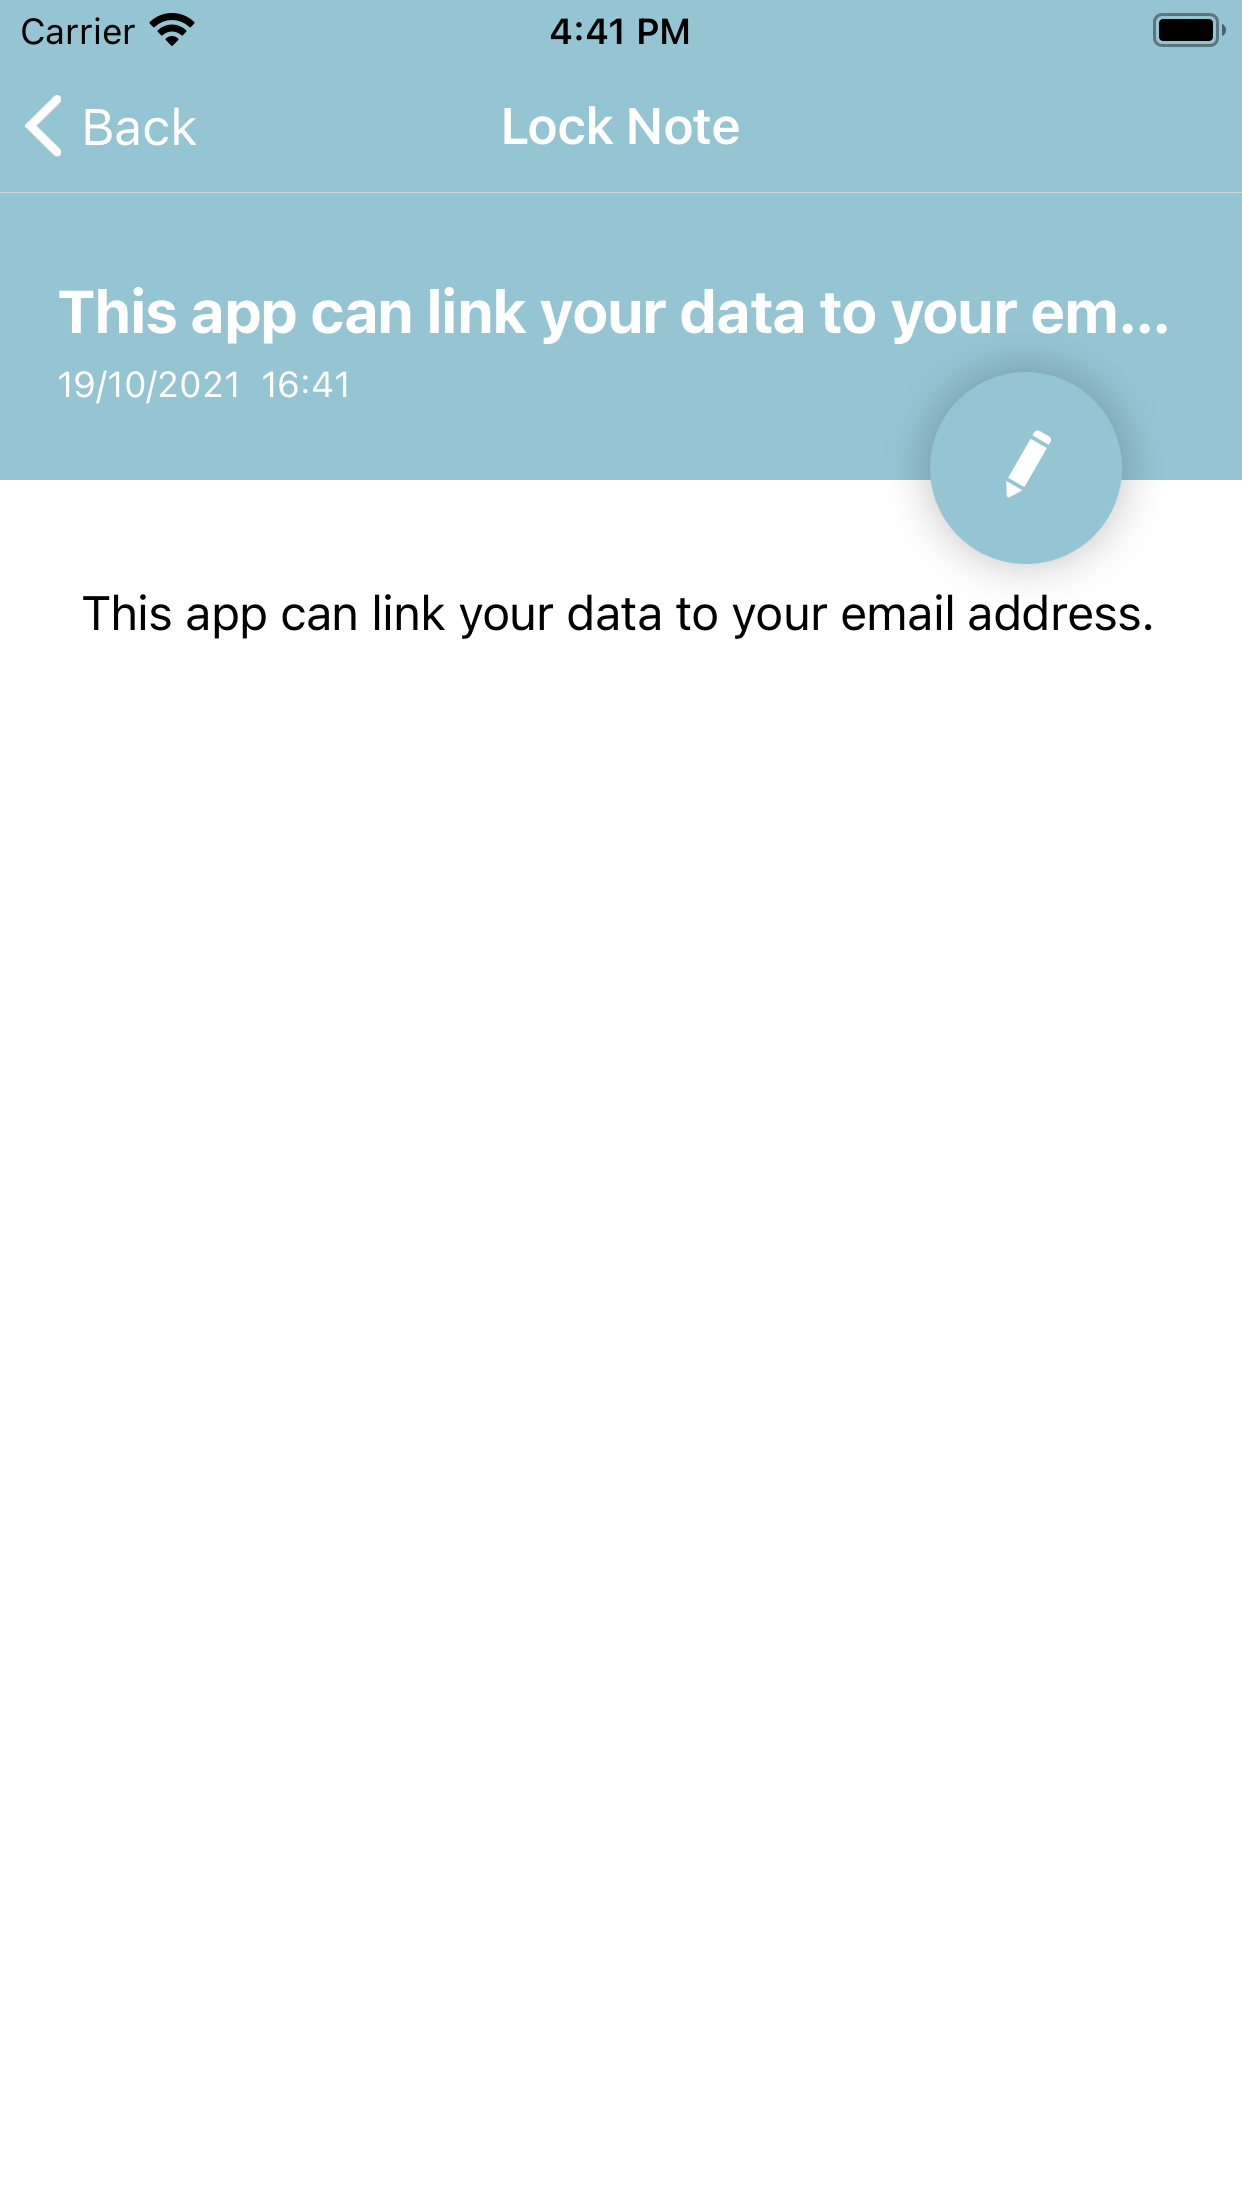 Carrier 4:41 PM
Back Lock Note
This app can link your data to your em...
19/10/2021 16:41
This app can link your data to your email address.